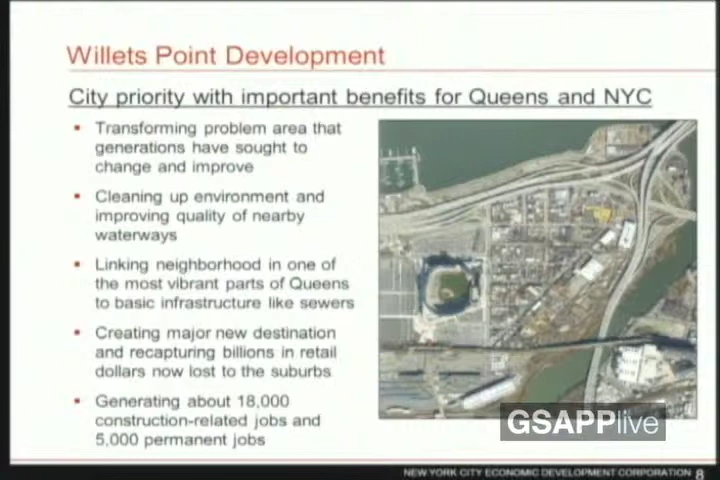 Willets Point Development
City priority with important benefits for Queens and NYC
▪ Transforming problem area that
generations have sought to
change and improve
▪ Cleaning up environment and
improving quality of nearby
waterways
▪ Linking neighborhood in one of
the most vibrant parts of Queens
to basic infrastructure like sewers
▪ Creating major new destination
and recapturing billions in retail
dollars now lost to the suburbs
▪ Generating about 18,000
construction-related jobs and
5,000 permanent jobs
GSAPPlive
NEW YORK CITY ECONOMIC DEVELOPMENT CORPORATION 8